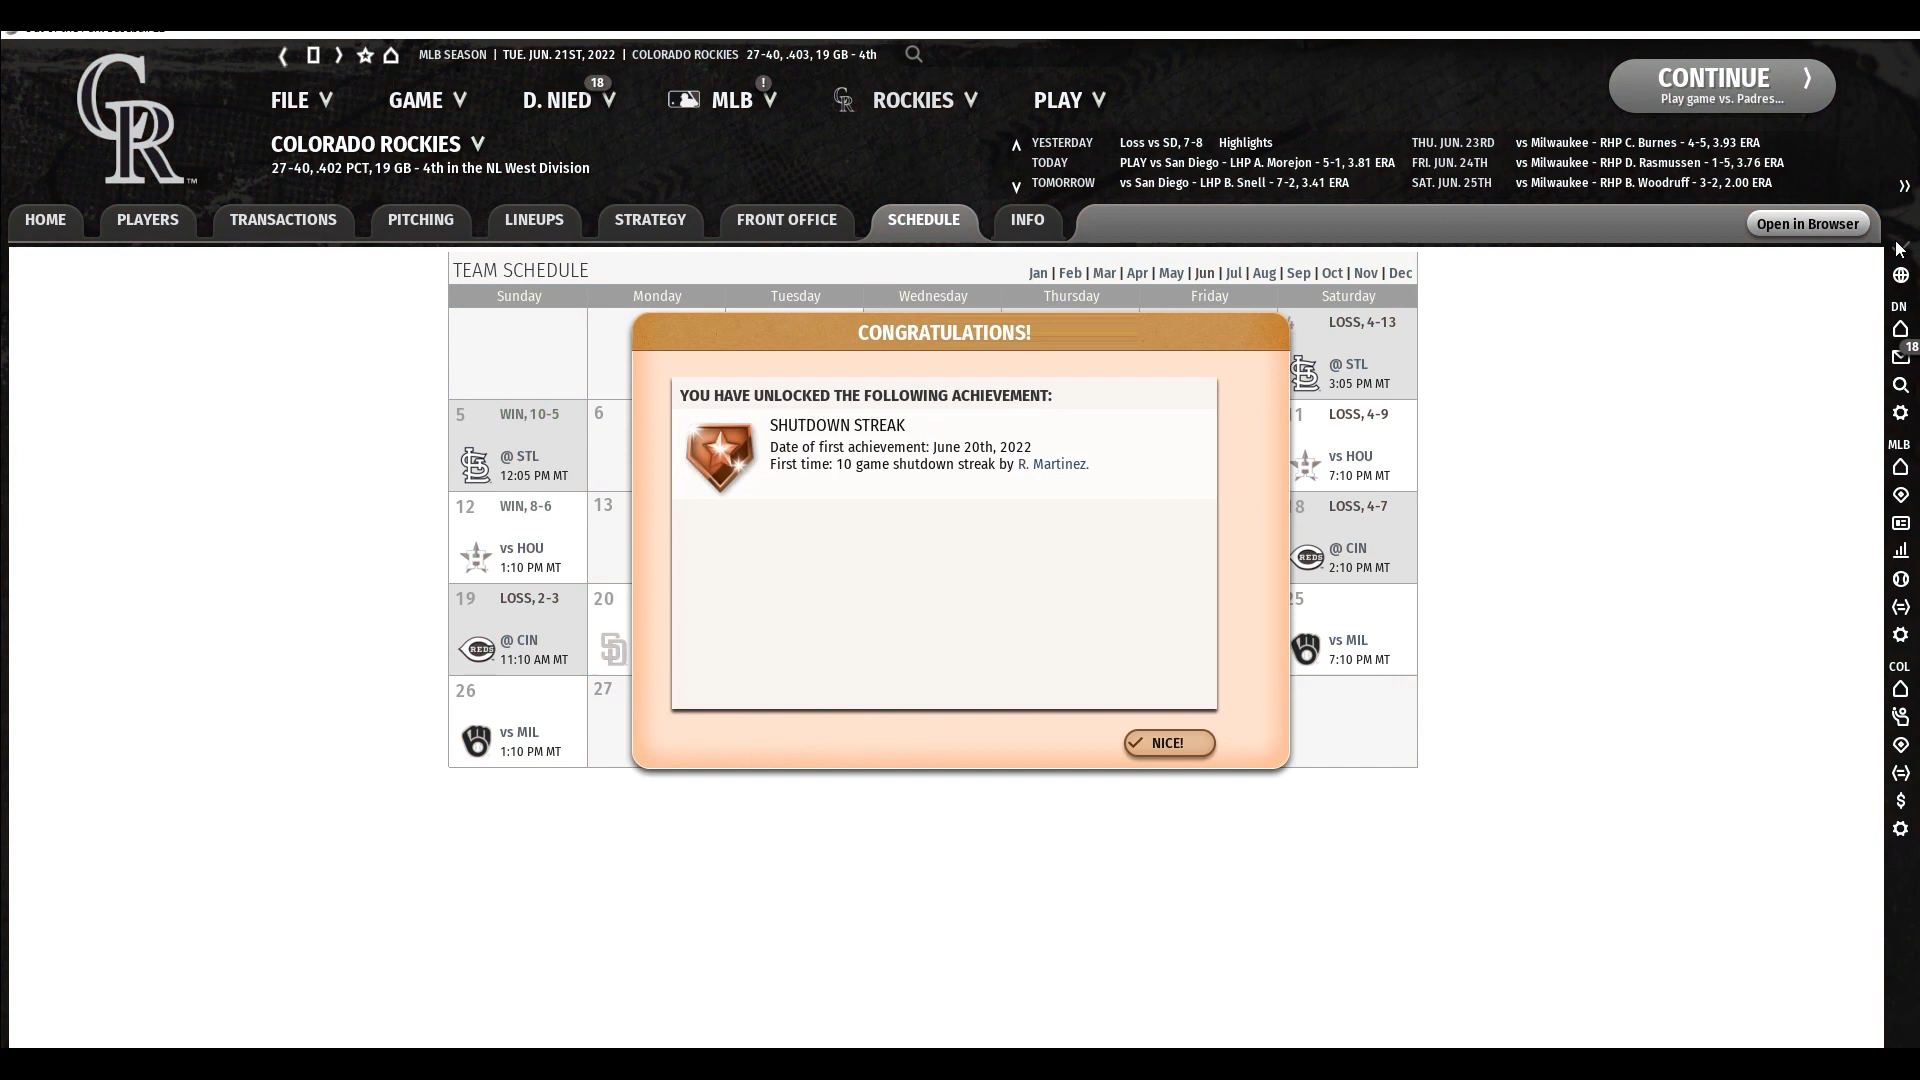 MLB SEASON | TUE. JUN. 21ST, 2022 | COLORADO ROCKIES 27-40, .403, 19 GB - 4th
FILE GAME D. NIED 18 MLB ! ROCKIES PLAY
CONTINUE
Play game vs. Padres...
COLORADO ROCKIES
27-40, .402 PCT, 19 GB - 4th in the NL West Division
YESTERDAY Loss vs SD, 7-8 Highlights THU. JUN. 23RD vs Milwaukee - RHP C. Burnes - 4-5, 3.93 ERA
TODAY PLAY vs San Diego - LHP A. Morejon - 5-1, 3.81 ERA FRI. JUN. 24TH vs Milwaukee - RHP D. Rasmussen - 1-5, 3.76 ERA
TOMORROW vs San Diego - LHP B. Snell - 7-2, 3.41 ERA SAT. JUN. 25TH vs Milwaukee - RHP B. Woodruff - 3-2, 2.00 ERA
HOME PLAYERS TRANSACTIONS PITCHING LINEUPS STRATEGY FRONT OFFICE SCHEDULE INFO Open in Browser
TEAM SCHEDULE Jan | Feb | Mar | Apr | May | Jun | Jul | Aug | Sep | Oct | Nov | Dec
Sunday Monday Tuesday Wednesday Thursday Friday Saturday
LOSS, 4-13
@ STL
3:05 PM MT
5 WIN, 10-5 6 11 LOSS, 4-9
@ STL vs HOU
12:05 PM MT 7:10 PM MT
12 WIN, 8-6 13 18 LOSS, 4-7
vs HOU @ CIN
1:10 PM MT 2:10 PM MT
19 LOSS, 2-3 20 25
@ CIN vs MIL
11:10 AM MT 7:10 PM MT
26 27
vs MIL
1:10 PM MT
CONGRATULATIONS!
YOU HAVE UNLOCKED THE FOLLOWING ACHIEVEMENT:
SHUTDOWN STREAK
Date of first achievement: June 20th, 2022
First time: 10 game shutdown streak by R. Martinez.
NICE!
DN
18
MLB
COL